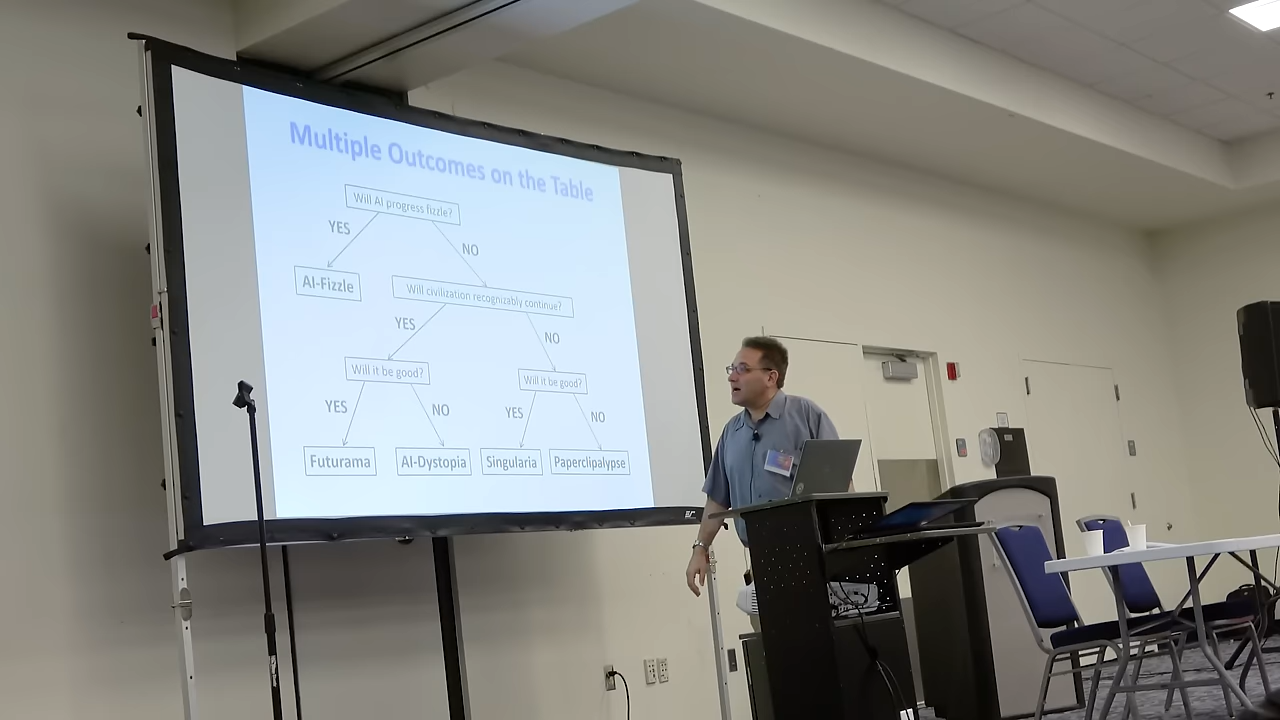 Multiple Outcomes on the Table
Will AI progress fizzle?
YES
NO
AI-Fizzle
Will civilization recognizably continue?
YES
NO
Will it be good?
Will it be good?
YES
NO
YES
NO
Futurama
AI-Dystopia
Singularia
Paperclipalypse